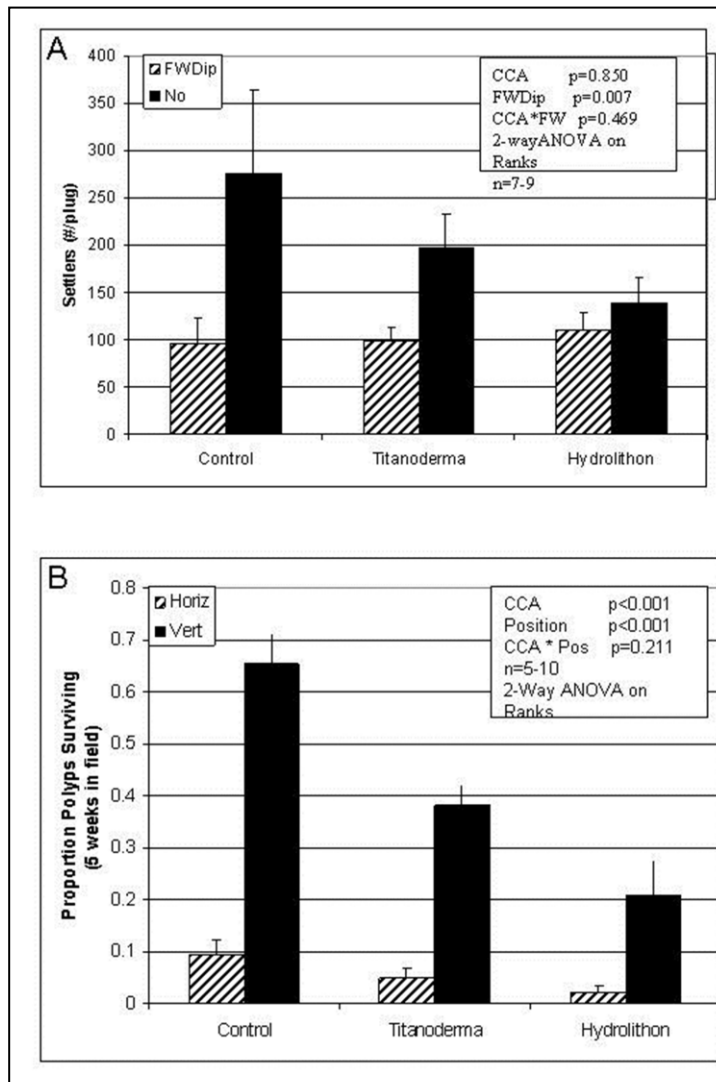 A
FWDip
No
CCA p=0.850
FWDip p=0.007
CCA*FW p=0.469
2-wayANOVA on
Ranks
n=7-9
Settlers (#/plug)
400
350
300
250
200
150
100
50
0
Control Titanoderma Hydrolithon
B
Horiz
Vert
CCA p<0.001
Position p<0.001
CCA * Pos p=0.211
n=5-10
2-Way ANOVA on
Ranks
Proportion Polyps Surviving
(5 weeks in field)
0.8
0.7
0.6
0.5
0.4
0.3
0.2
0.1
0
Control Titanoderma Hydrolithon